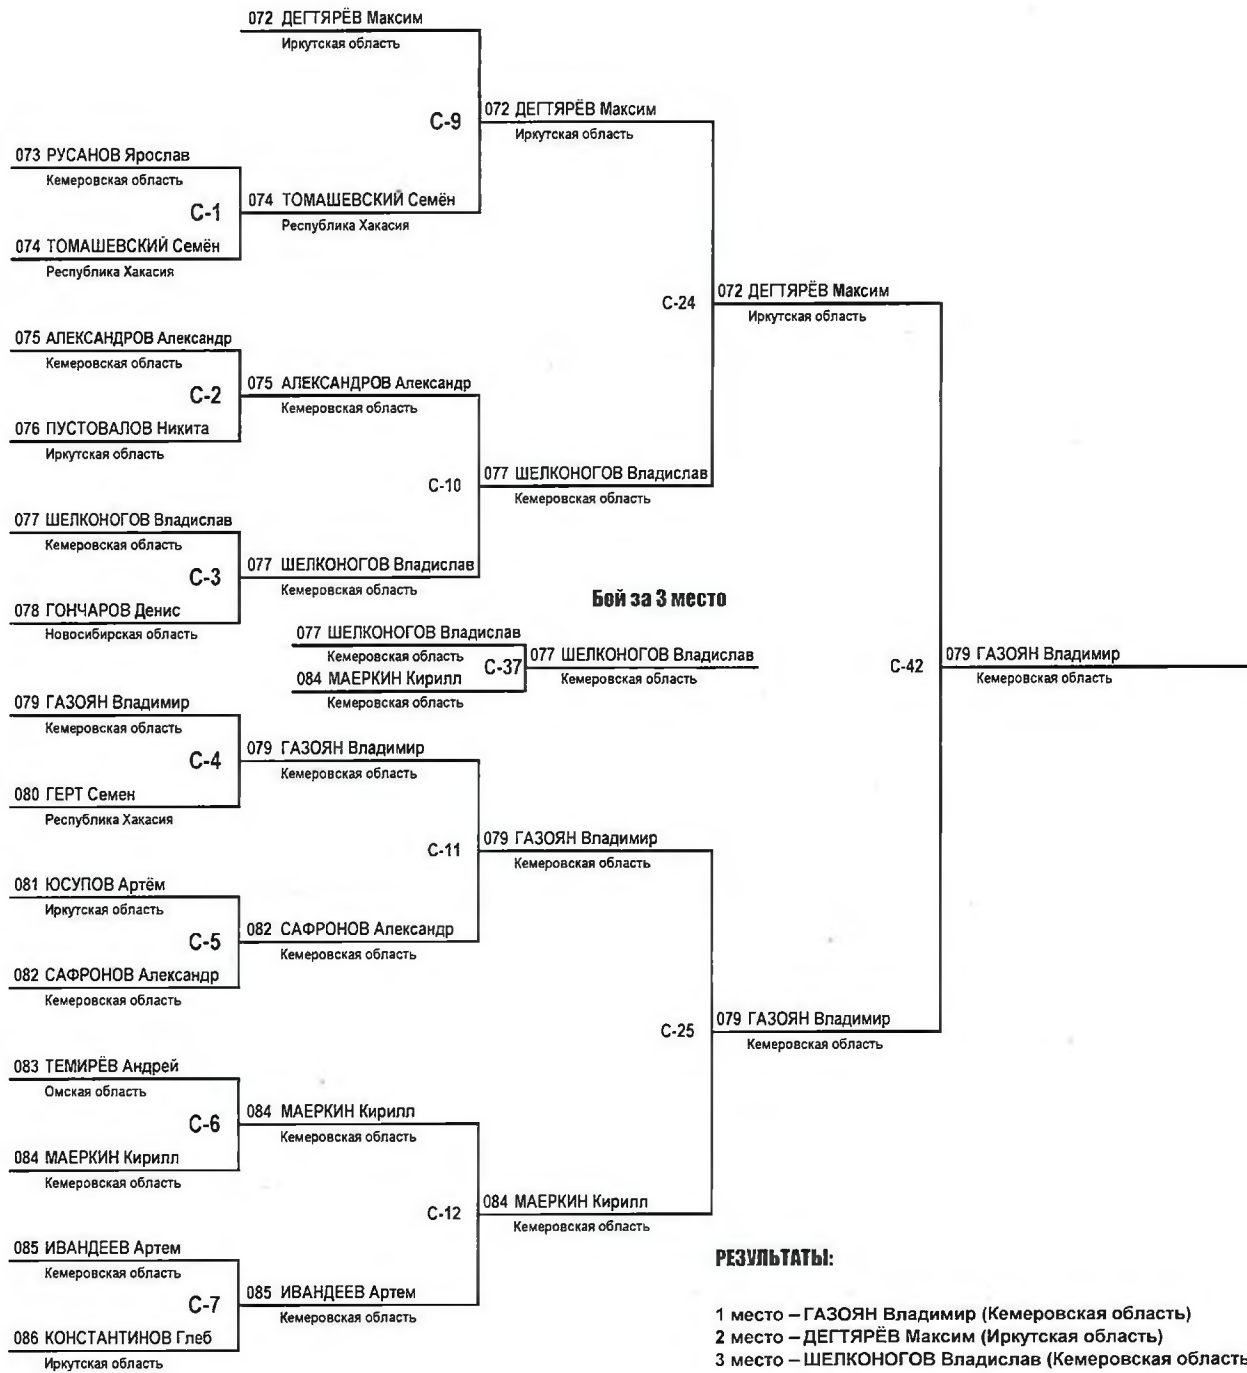 072 ДЕГТЯРЁВ Максим
Иркутская область
С-9
072 ДЕГТЯРЁВ Максим
Иркутская область
073 РУСАНОВ Ярослав
Кемеровская область
С-1
074 ТОМАШЕВСКИЙ Семён
Республика Хакасия
074 ТОМАШЕВСКИЙ Семён
Республика Хакасия
С-24
072 ДЕГТЯРЁВ Максим
Иркутская область
075 АЛЕКСАНДРОВ Александр
Кемеровская область
С-2
075 АЛЕКСАНДРОВ Александр
Кемеровская область
076 ПУСТОВАЛОВ Никита
Иркутская область
С-10
077 ШЕЛКОНОГОВ Владислав
Кемеровская область
077 ШЕЛКОНОГОВ Владислав
Кемеровская область
С-3
077 ШЕЛКОНОГОВ Владислав
Кемеровская область
078 ГОНЧАРОВ Денис
Новосибирская область
Бой за 3 место
077 ШЕЛКОНОГОВ Владислав
Кемеровская область
С-37
077 ШЕЛКОНОГОВ Владислав
Кемеровская область
084 МАЕРКИН Кирилл
Кемеровская область
С-42
079 ГАЗОЯН Владимир
Кемеровская область
079 ГАЗОЯН Владимир
Кемеровская область
С-4
079 ГАЗОЯН Владимир
Кемеровская область
080 ГЕРТ Семен
Республика Хакасия
С-11
079 ГАЗОЯН Владимир
Кемеровская область
081 ЮСУПОВ Артём
Иркутская область
С-5
082 САФРОНОВ Александр
Кемеровская область
082 САФРОНОВ Александр
Кемеровская область
С-25
079 ГАЗОЯН Владимир
Кемеровская область
083 ТЕМИРЁВ Андрей
Омская область
С-6
084 МАЕРКИН Кирилл
Кемеровская область
084 МАЕРКИН Кирилл
Кемеровская область
С-12
084 МАЕРКИН Кирилл
Кемеровская область
085 ИВАНДЕЕВ Артем
Кемеровская область
С-7
085 ИВАНДЕЕВ Артем
Кемеровская область
086 КОНСТАНТИНОВ Глеб
Иркутская область
РЕЗУЛЬТАТЫ:
1 место – ГАЗОЯН Владимир (Кемеровская область)
2 место – ДЕГТЯРЁВ Максим (Иркутская область)
3 место – ШЕЛКОНОГОВ Владислав (Кемеровская область